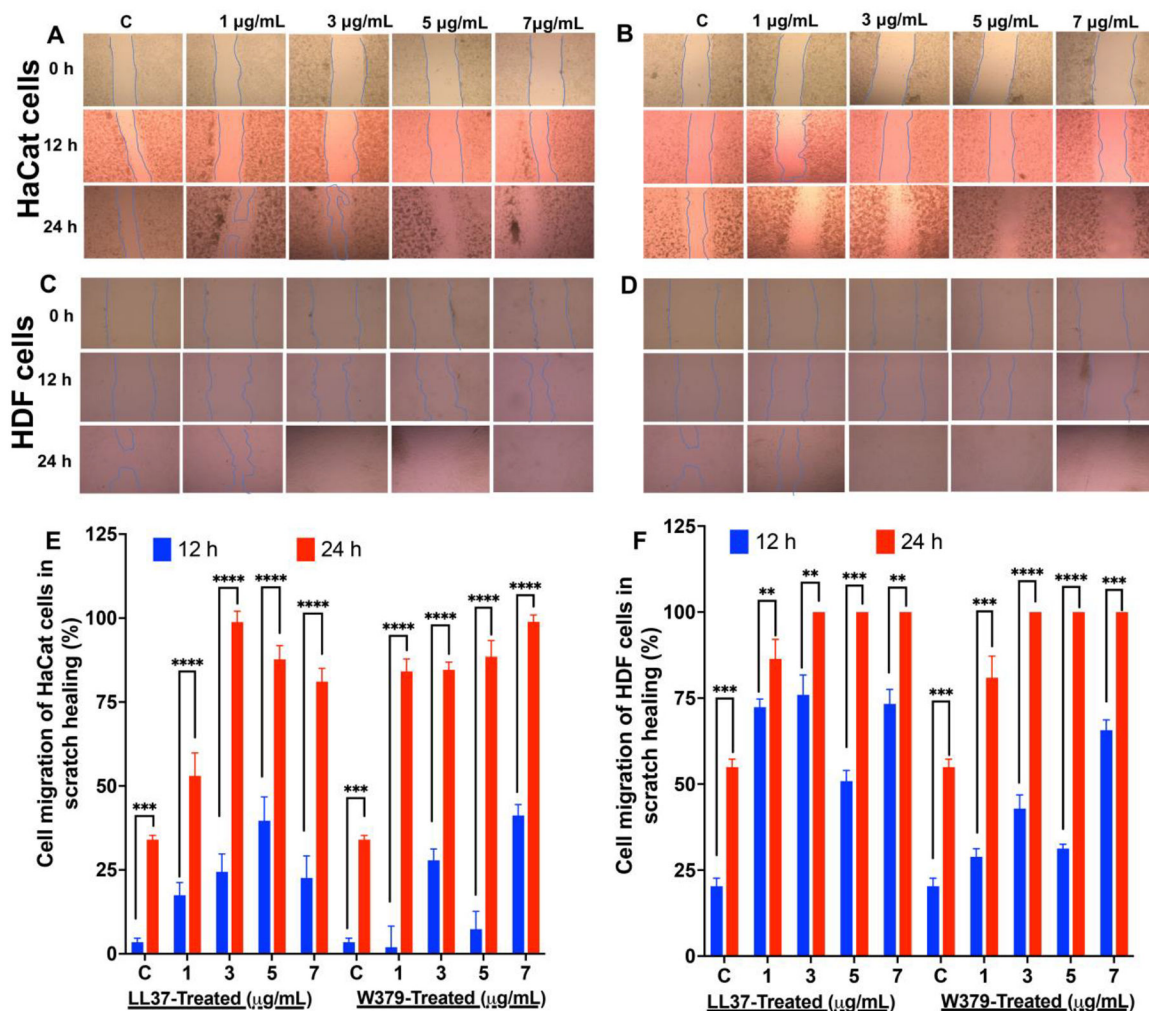 A C 1 µg/mL 3 µg/mL 5 µg/mL 7µg/mL
B C 1 µg/mL 3 µg/mL 5 µg/mL 7 µg/mL
HaCat cells
0 h
12 h
24 h
C
D
HDF cells
0 h
12 h
24 h
E
12 h 24 h
Cell migration of HaCat cells in
scratch healing (%)
125
100
75
50
25
0
*** **** **** **** **** *** **** **** **** ****
C 1 3 5 7 C 1 3 5 7
LL37-Treated (µg/mL) W379-Treated (µg/mL)
F
12 h 24 h
Cell migration of HDF cells in
scratch healing (%)
125
100
75
50
25
0
*** ** ** *** ** *** *** **** **** ***
C 1 3 5 7 C 1 3 5 7
LL37-Treated (µg/mL) W379-Treated (µg/mL)